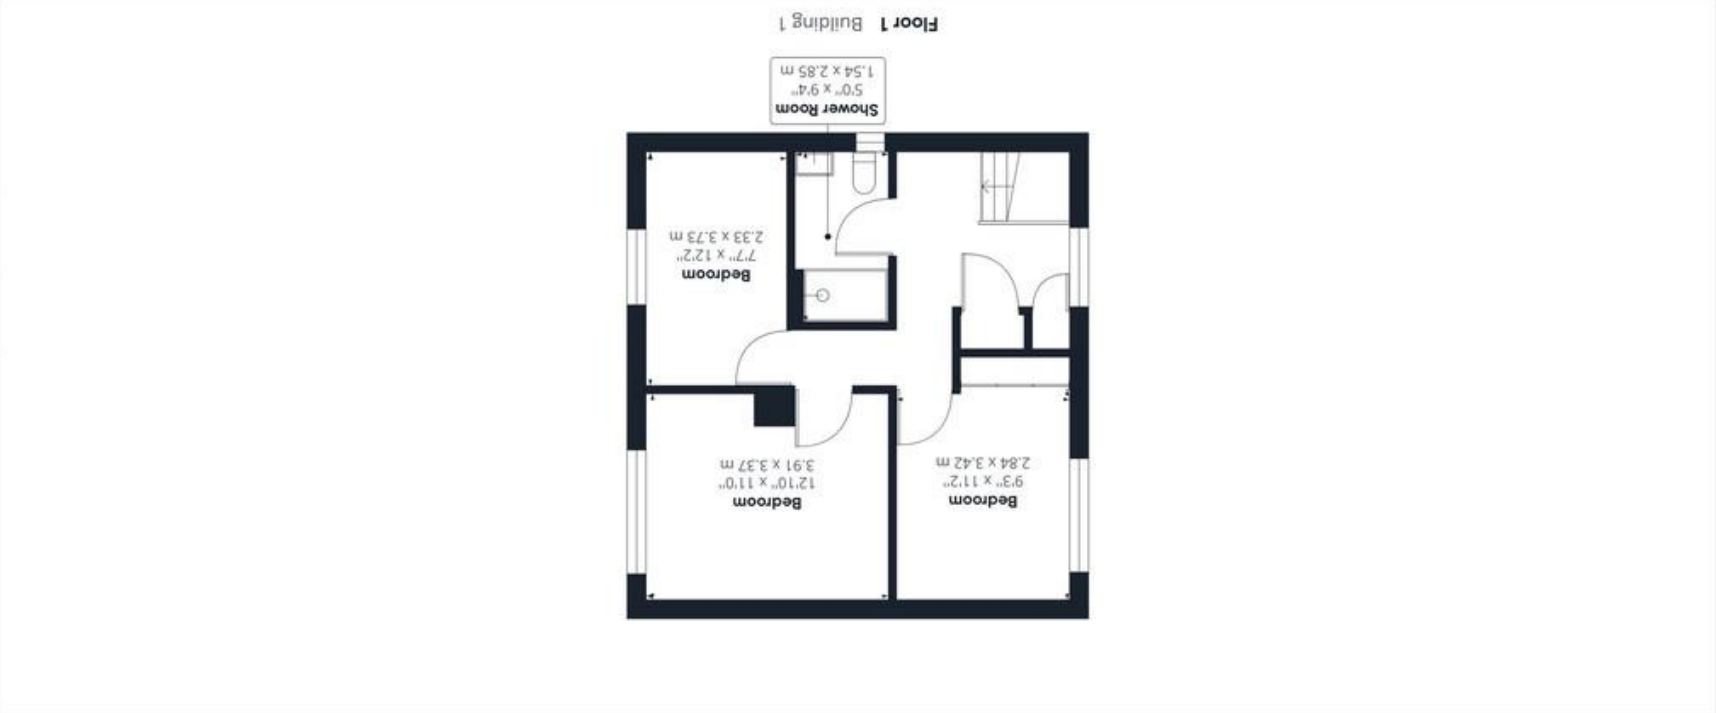 Bedroom
9'3" x 11'2"
2.84 x 3.42 m
Bedroom
12'10" x 11'0"
3.91 x 3.37 m
Bedroom
7'7" x 12'2"
2.33 x 3.73 m
Shower Room
5'0" x 9'4"
1.54 x 2.85 m
Floor 1 Building 1